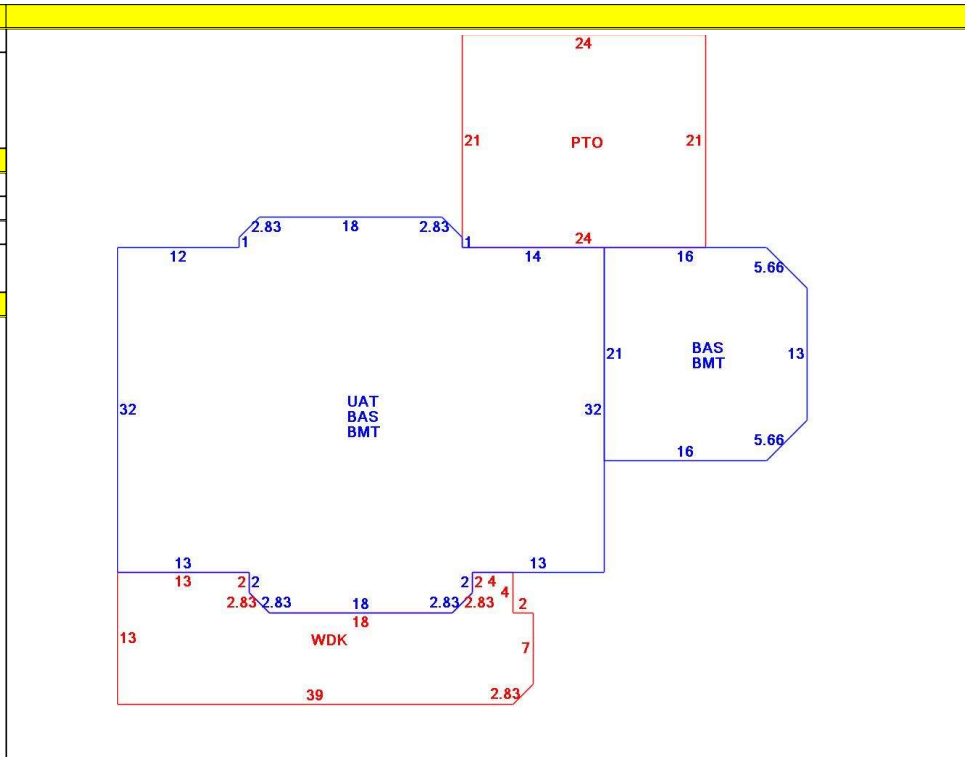 24
21 PTO 21
2.83 18 2.83
1 1 24
12 14 16
5.66
21 BAS 13
BMT
32 UAT 32
BAS
BMT
16 5.66
13 13
13 2 2 2 2 4
4
2.83 2.83 18 2.83 2.83 2
18
13 WDK 7
39 2.83